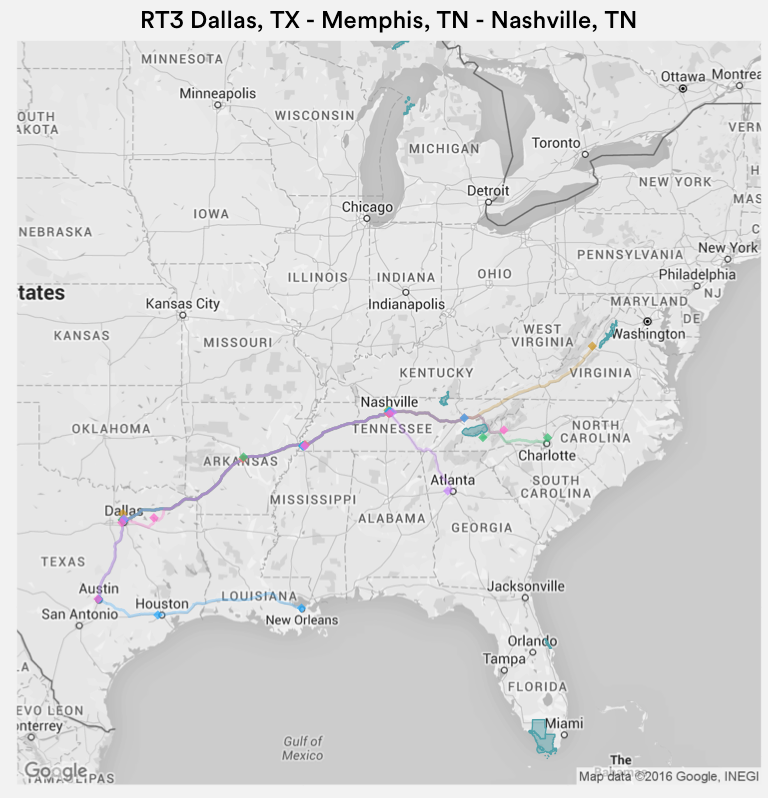 RT3 Dallas, TX - Memphis, TN - Nashville, TN
MINNESOTA
Minneapolis
OUTH
AKOTA
WISCONSIN
MICHIGAN
Ottawa
Montrea
VERM
Toronto
NEW YORK
H
MAS
Detroit
Chicago
IOWA
NEBRASKA
C
New York
PENNSYLVANIA
Philadelphia
NJ
ILLINOIS
INDIANA
OHIO
Indianapolis
tates
Kansas City
MARYLAND
DE
Washington
WEST
VIRGINIA
KANSAS
MISSOURI
VIRGINIA
KENTUCKY
Nashville
TENNESSEE
OKLAHOMA
NORTH
CAROLINA
Charlotte
ARKANSAS
Atlanta
SOUTH
CAROLINA
MISSISSIPPI
Dallas
ALABAMA
GEORGIA
TEXAS
Austin
Houston
LOUISIANA
Jacksonville
San Antonio
New Orleans
Orlando
Tampa
LA
FLORIDA
EVO LEON
onterrey
Miami
Gulf of
Mexico
The
Bahamas
Google
TAMAULIPAS
Map data ©2016 Google, INEGI